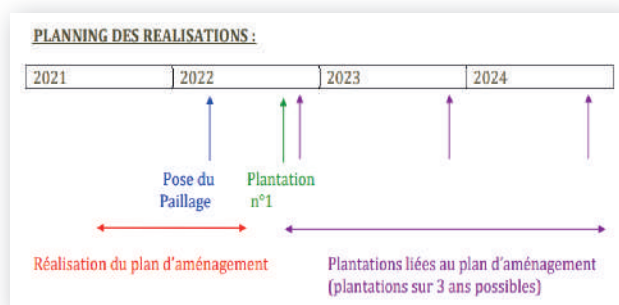 PLANNING DES REALISATIONS :
2021 2022 2023 2024
Pose du Paillage
Plantation n°1
Réalisation du plan d'aménagement
Plantations liées au plan d'aménagement
(plantations sur 3 ans possibles)